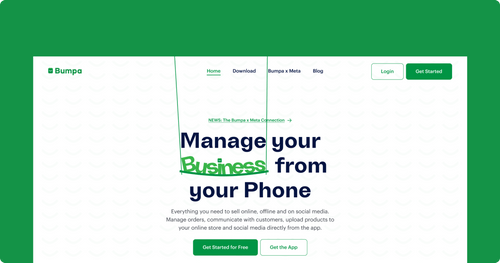 Bumpa
Home Download Bumpa x Meta Blog
Login Get Started
NEWS: The Bumpa x Meta Connection →
Manage your
Business from
your Phone
Everything you need to sell online, offline and on social media.
Manage orders, communicate with customers, upload products to
your online store and social media directly from the app.
Get Started for Free Get the App